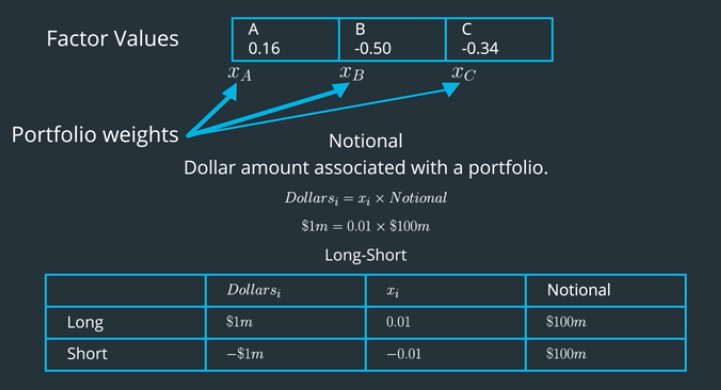 Factor Values
A B C
0.16 -0.50 -0.34
x_A x_B x_C
Portfolio weights
Notional
Dollar amount associated with a portfolio.
Dollars_i = x_i × Notional
$1m = 0.01 × $100m
Long-Short
Dollars_i x_i Notional
Long $1m 0.01 $100m
Short −$1m −0.01 $100m